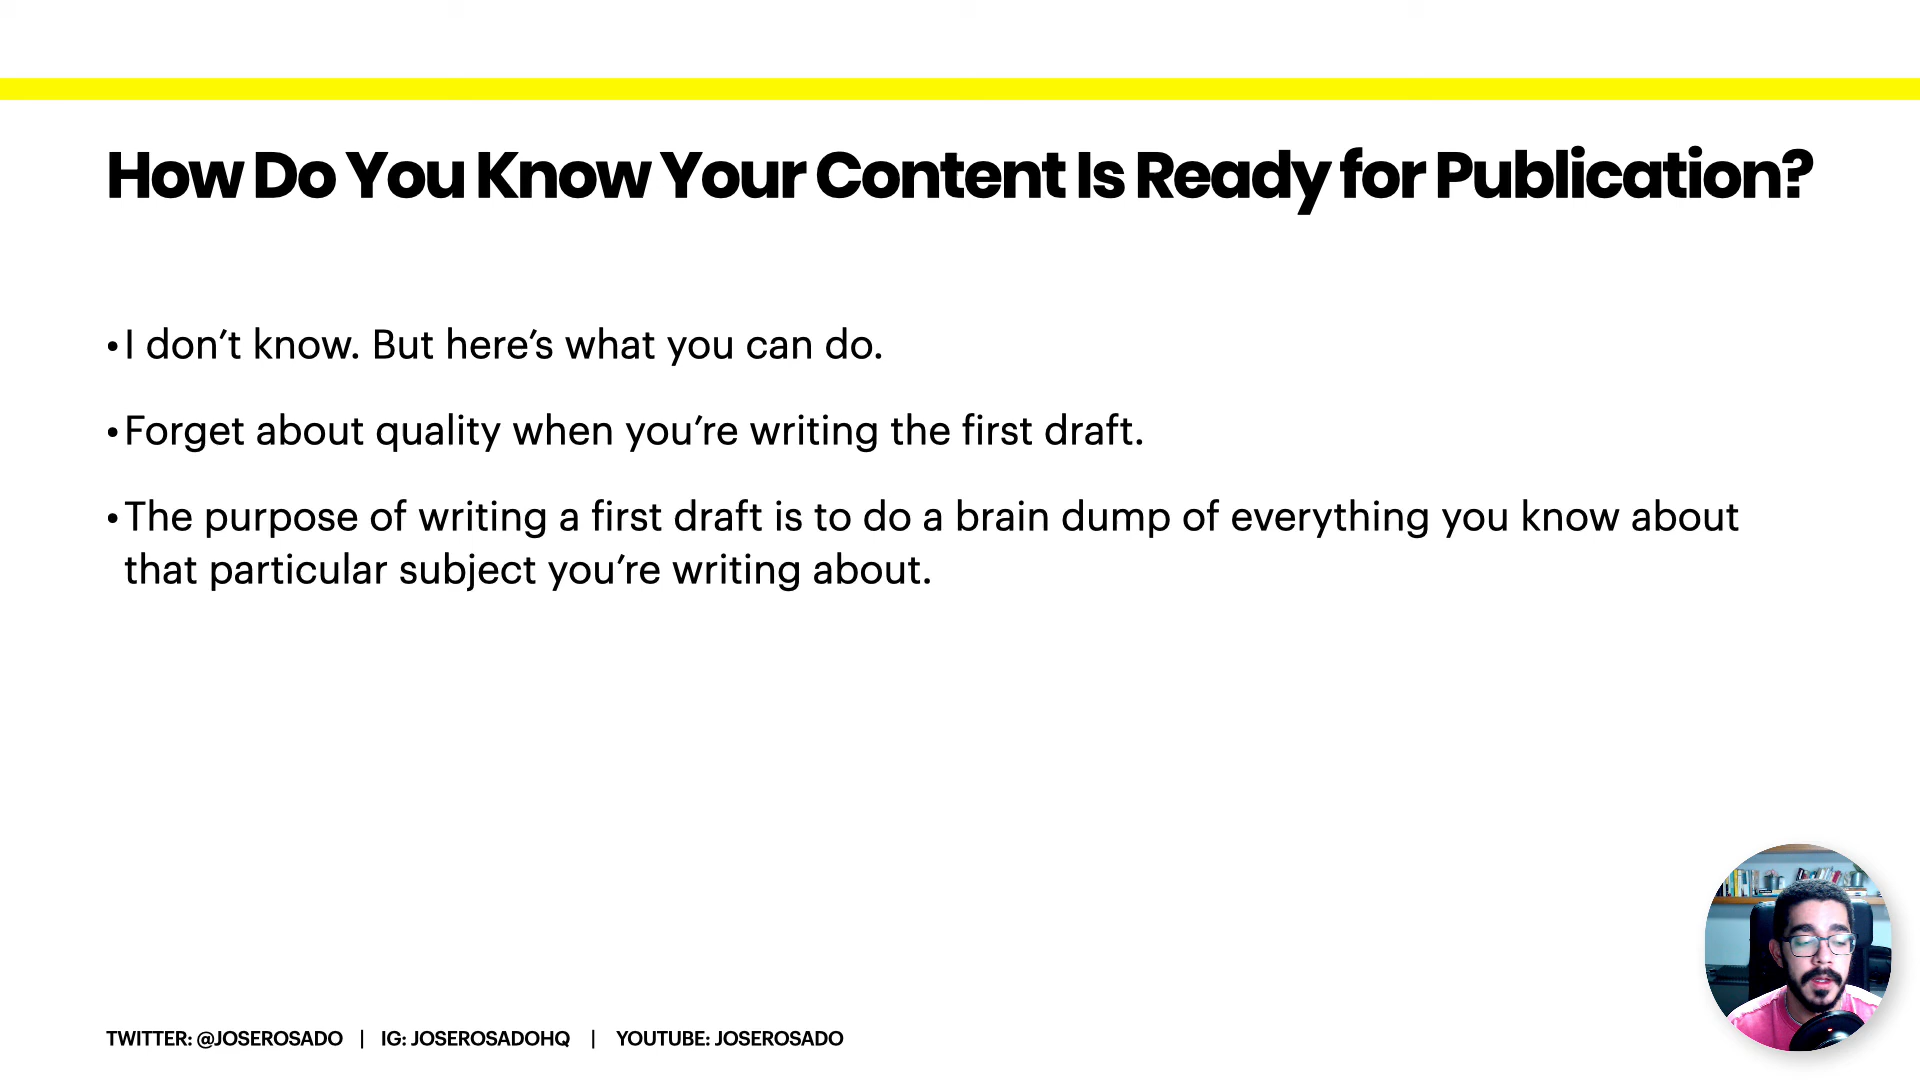 How Do You Know Your Content Is Ready for Publication?
• I don’t know. But here’s what you can do.
• Forget about quality when you’re writing the first draft.
• The purpose of writing a first draft is to do a brain dump of everything you know about
that particular subject you’re writing about.
TWITTER: @JOSEROSADO | IG: JOSEROSADOHQ | YOUTUBE: JOSEROSADO